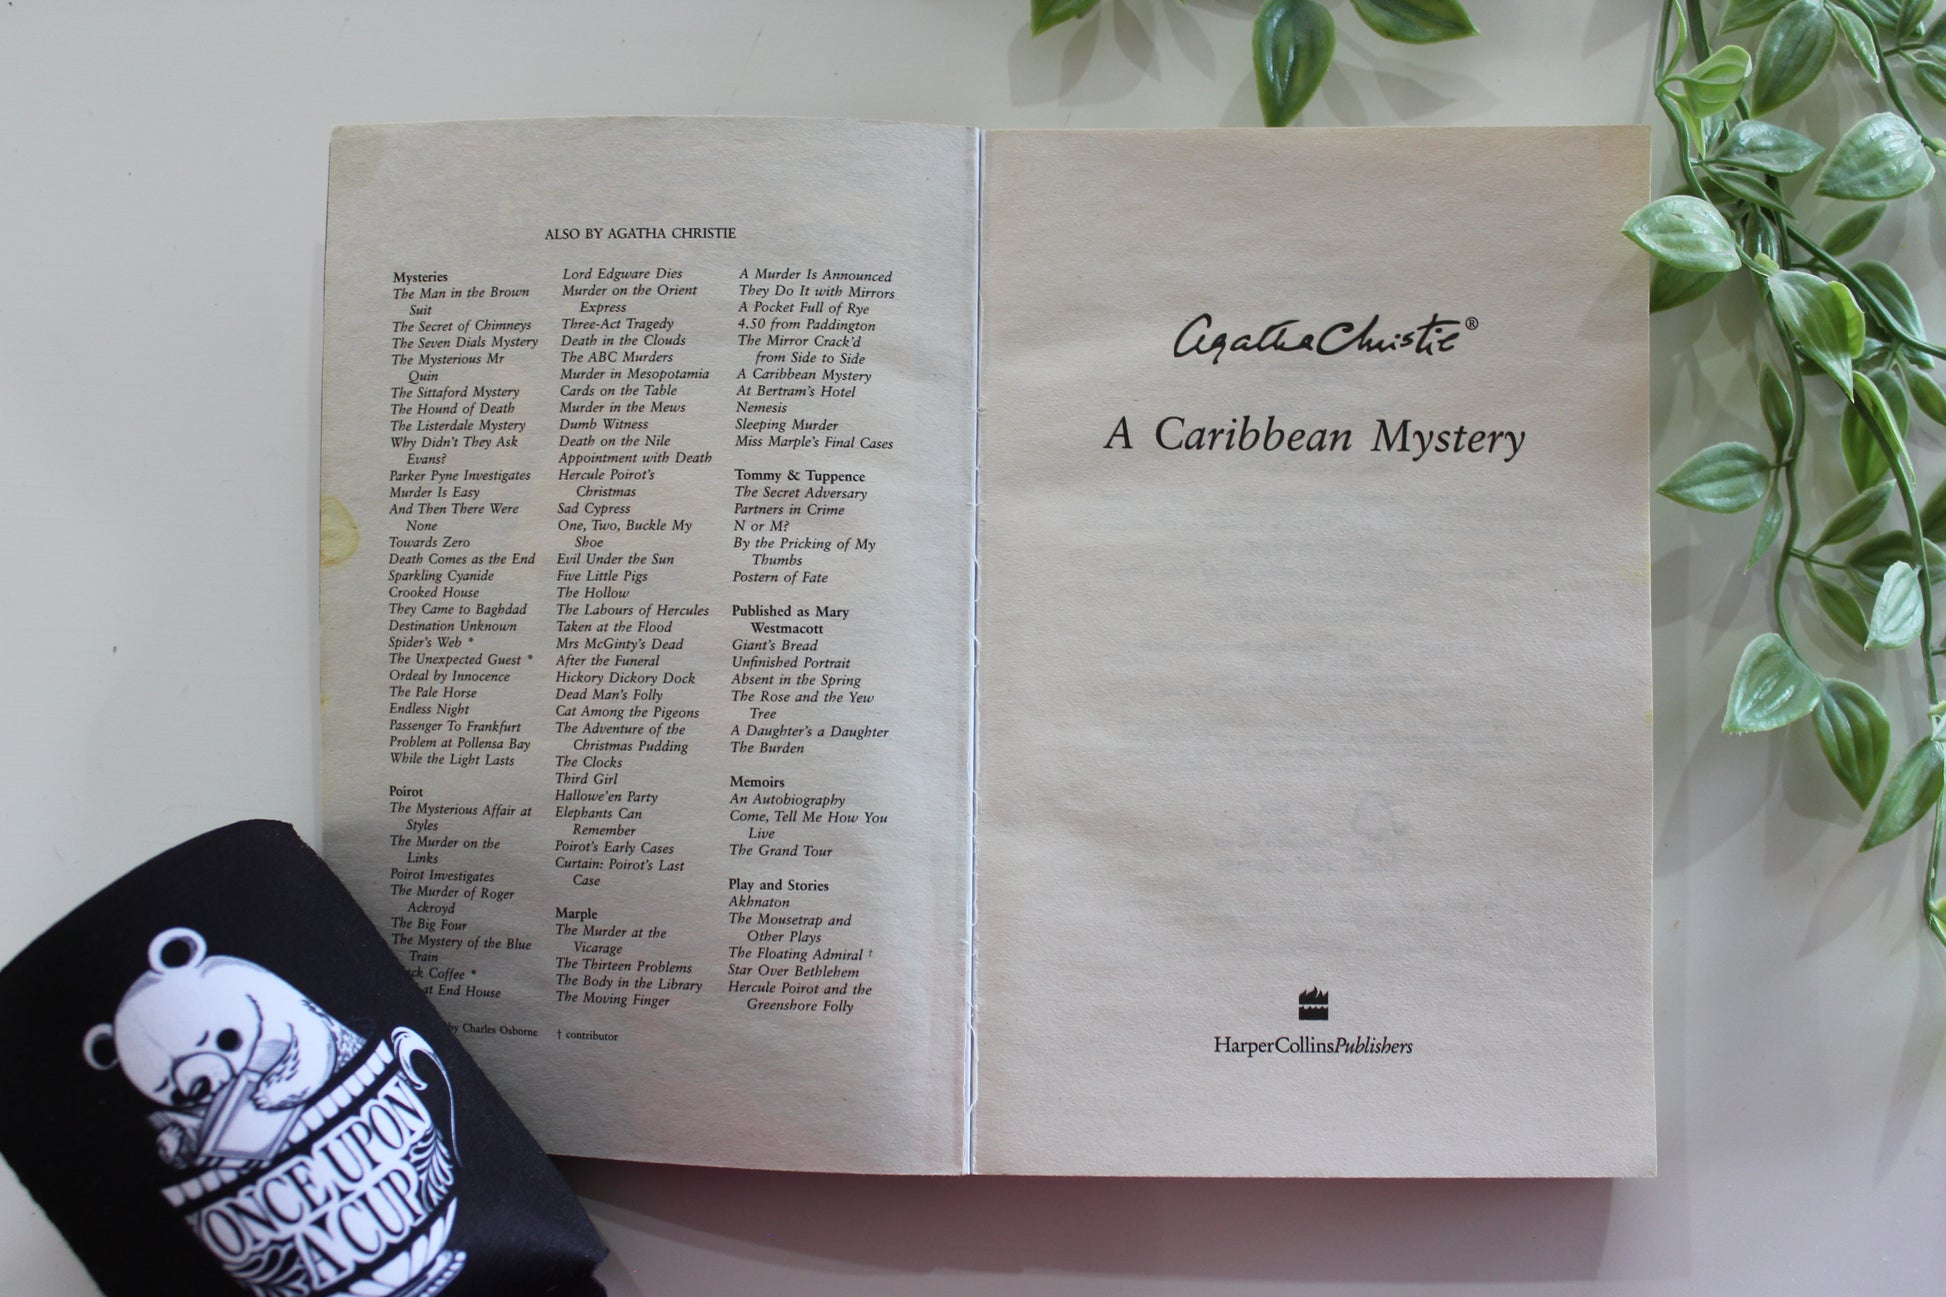 ALSO BY AGATHA CHRISTIE
Mysteries
The Man in the Brown
Suit
The Secret of Chimneys
The Seven Dials Mystery
The Mysterious Mr
Quin
The Sittaford Mystery
The Hound of Death
The Listerdale Mystery
Why Didn't They Ask
Evans?
Parker Pyne Investigates
Murder Is Easy
And Then There Were
None
Towards Zero
Death Comes as the End
Sparkling Cyanide
Crooked House
They Came to Baghdad
Destination Unknown
Spider's Web *
The Unexpected Guest *
Ordeal by Innocence
The Pale Horse
Endless Night
Passenger To Frankfurt
Problem at Pollensa Bay
While the Light Lasts
Poirot
The Mysterious Affair at
Styles
The Murder on the
Links
Poirot Investigates
The Murder of Roger
Ackroyd
The Big Four
The Mystery of the Blue
Train
Coffee *
at End House
by Charles Osborne
Lord Edgware Dies
Murder on the Orient
Express
Three-Act Tragedy
Death in the Clouds
The ABC Murders
Murder in Mesopotamia
Cards on the Table
Murder in the Mews
Dumb Witness
Death on the Nile
Appointment with Death
Hercule Poirot's
Christmas
Sad Cypress
One, Two, Buckle My
Shoe
Evil Under the Sun
Five Little Pigs
The Hollow
The Labours of Hercules
Taken at the Flood
Mrs McGinty's Dead
After the Funeral
Hickory Dickory Dock
Dead Man's Folly
Cat Among the Pigeons
The Adventure of the
Christmas Pudding
The Clocks
Third Girl
Hallowe'en Party
Elephants Can
Remember
Poirot's Early Cases
Curtain: Poirot's Last
Case
Marple
The Murder at the
Vicarage
The Thirteen Problems
The Body in the Library
The Moving Finger
† contributor
A Murder Is Announced
They Do It with Mirrors
A Pocket Full of Rye
4.50 from Paddington
The Mirror Crack'd
from Side to Side
A Caribbean Mystery
At Bertram's Hotel
Nemesis
Sleeping Murder
Miss Marple's Final Cases
Tommy & Tuppence
The Secret Adversary
Partners in Crime
N or M?
By the Pricking of My
Thumbs
Postern of Fate
Published as Mary
Westmacott
Giant's Bread
Unfinished Portrait
Absent in the Spring
The Rose and the Yew
Tree
A Daughter's a Daughter
The Burden
Memoirs
An Autobiography
Come, Tell Me How You
Live
The Grand Tour
Play and Stories
Akhnaton
The Mousetrap and
Other Plays
The Floating Admiral †
Star Over Bethlehem
Hercule Poirot and the
Greenshore Folly
Agatha Christie®
A Caribbean Mystery
HarperCollinsPublishers
ONCE UPON
A CUP